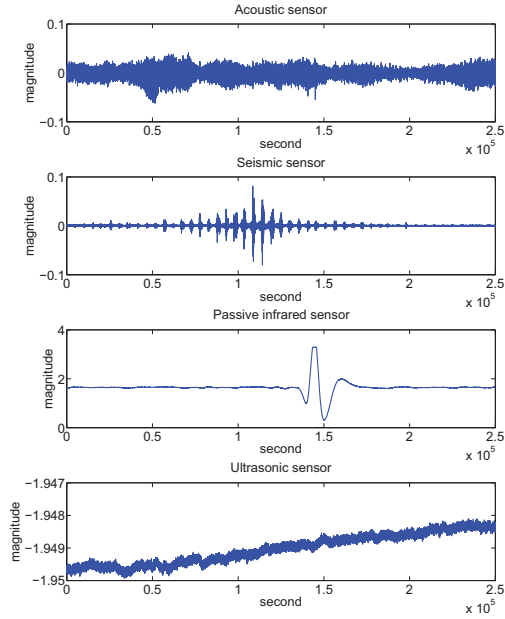 Acoustic sensor
0.1
0
−0.1
magnitude
0 0.5 1 1.5 2 2.5
second
x 10^5
Seismic sensor
0.1
0
−0.1
magnitude
0 0.5 1 1.5 2 2.5
second
x 10^5
Passive infrared sensor
4
2
0
magnitude
0 0.5 1 1.5 2 2.5
second
x 10^5
Ultrasonic sensor
−1.947
−1.948
−1.949
−1.95
magnitude
0 0.5 1 1.5 2 2.5
second
x 10^5